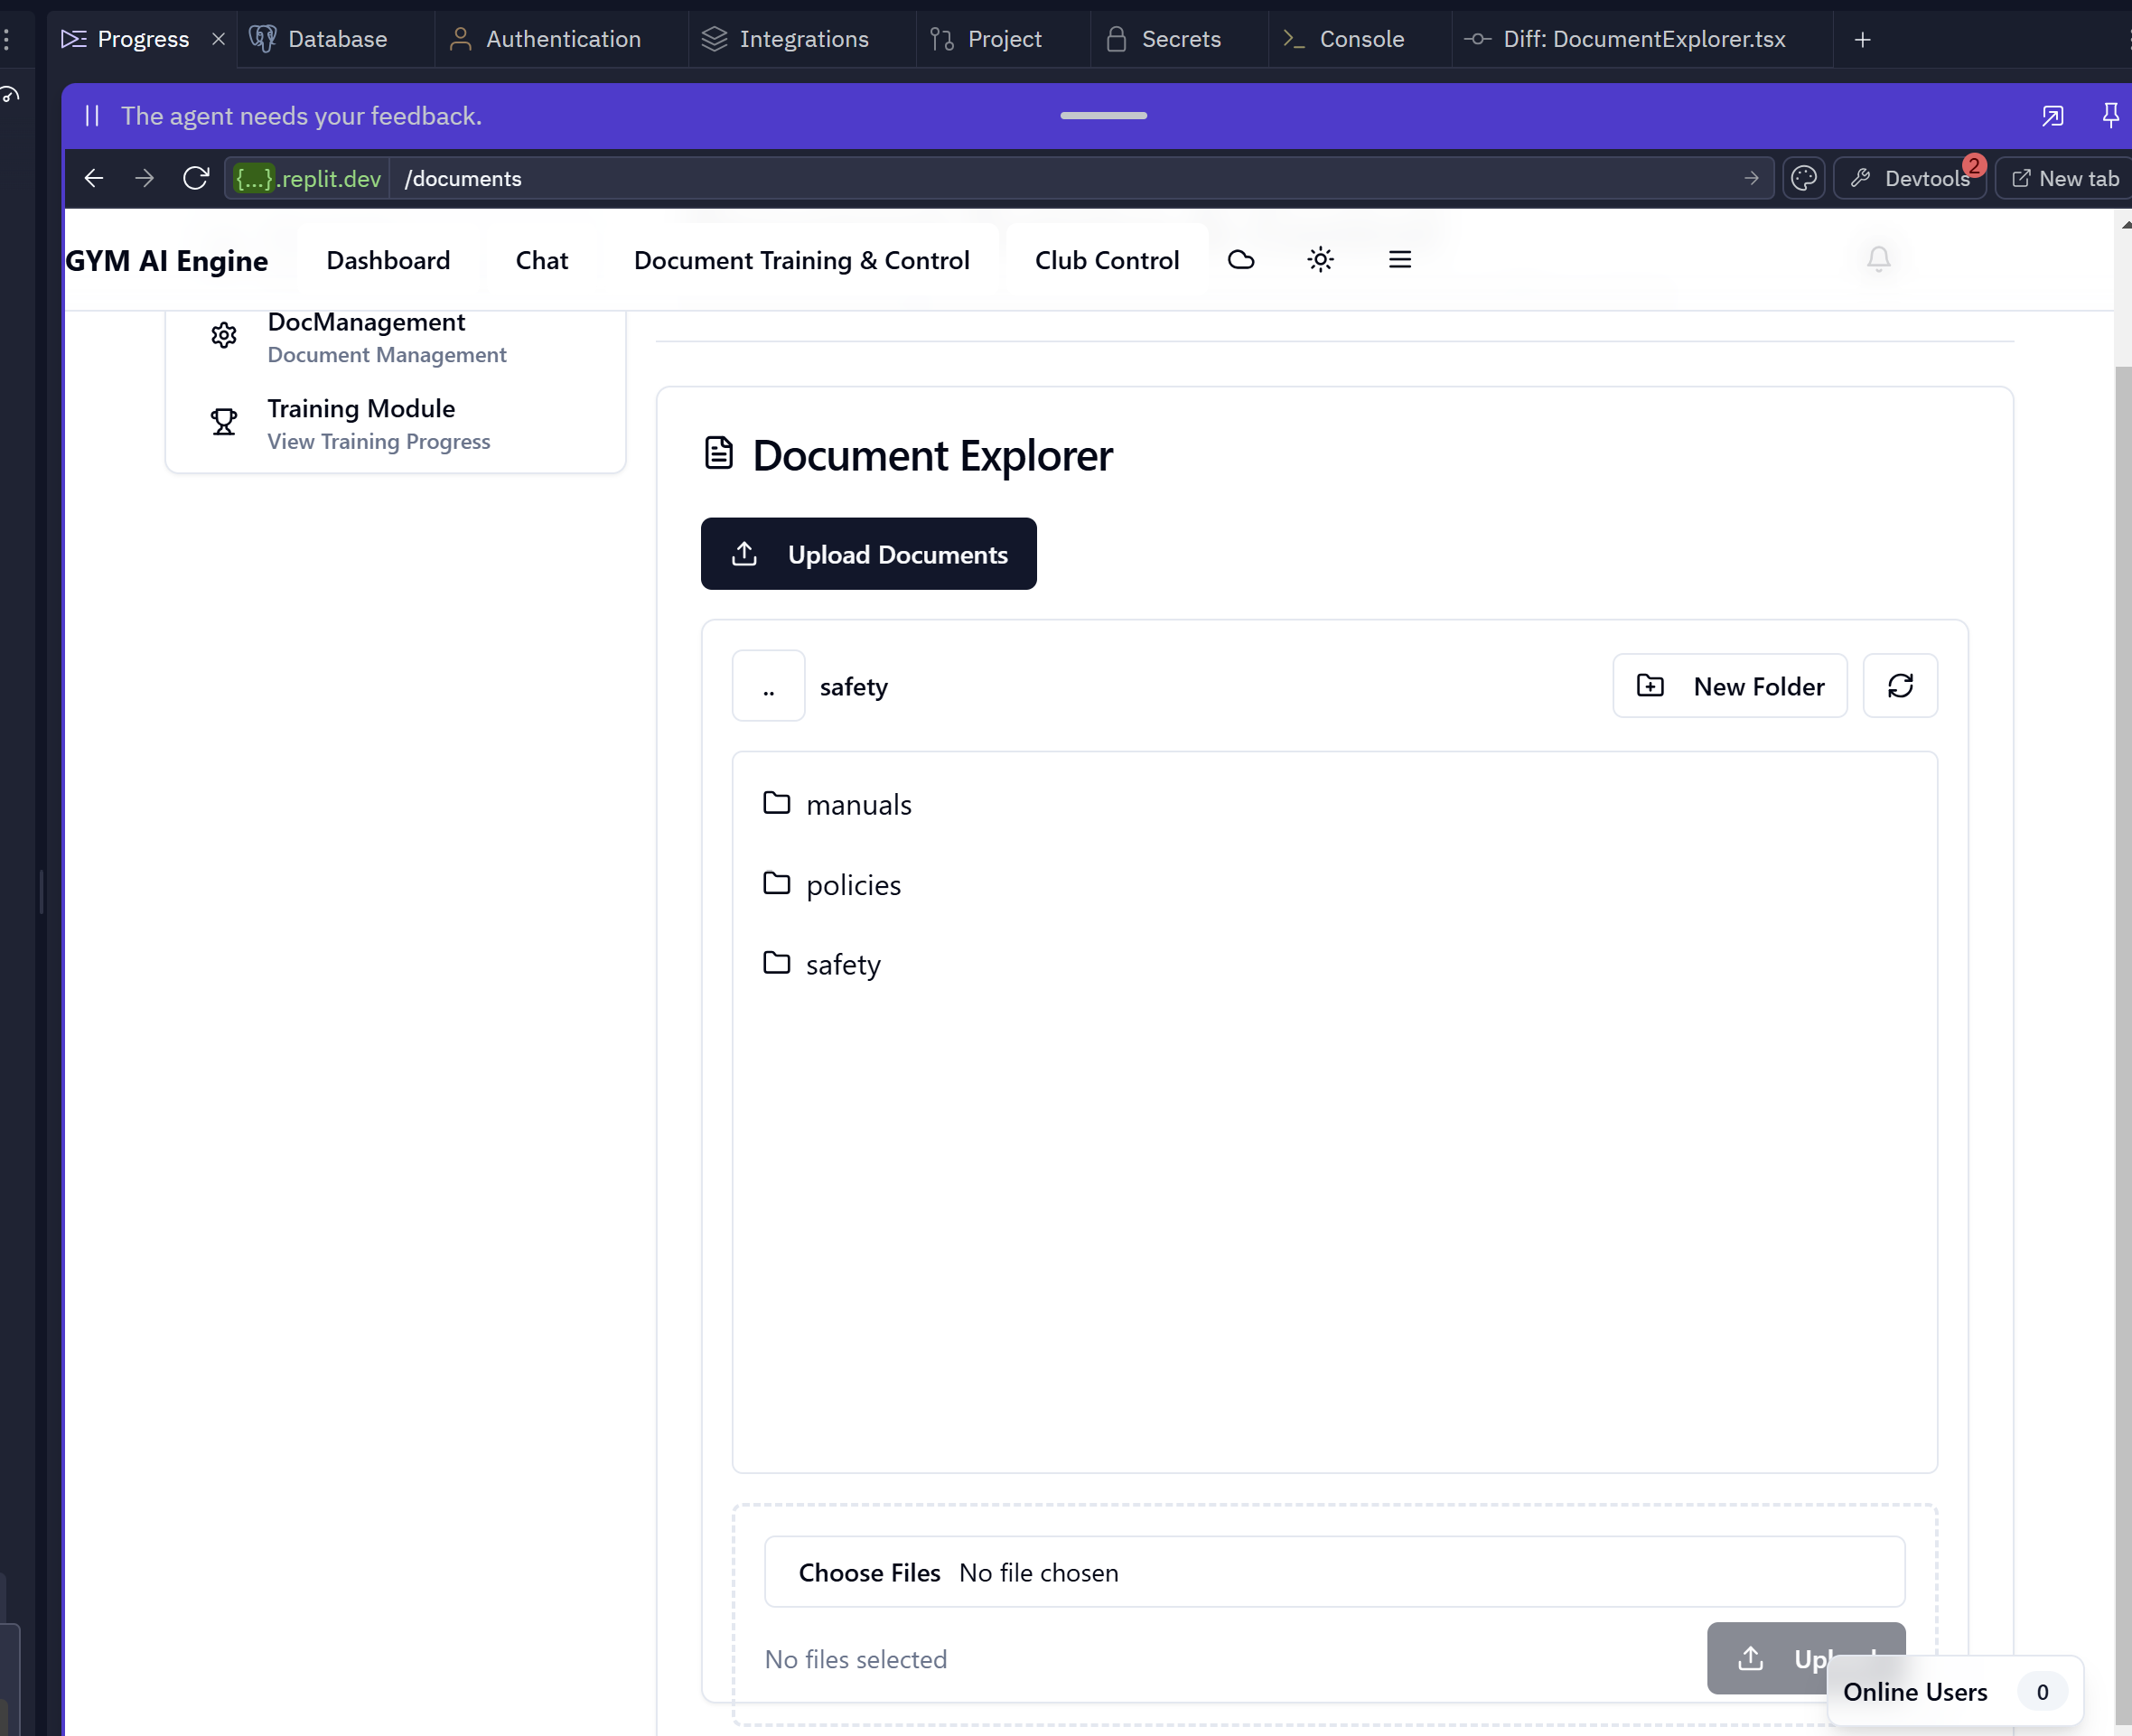 Progress
Database
Authentication
Integrations
Project
Secrets
Console
Diff: DocumentExplorer.tsx
The agent needs your feedback.
{...}.replit.dev
/documents
Devtools
2
New tab
GYM AI Engine
Dashboard
Chat
Document Training & Control
Club Control
DocManagement
Document Management
Training Module
View Training Progress
Document Explorer
Upload Documents
..
safety
New Folder
manuals
policies
safety
Choose Files No file chosen
No files selected
Online Users 0